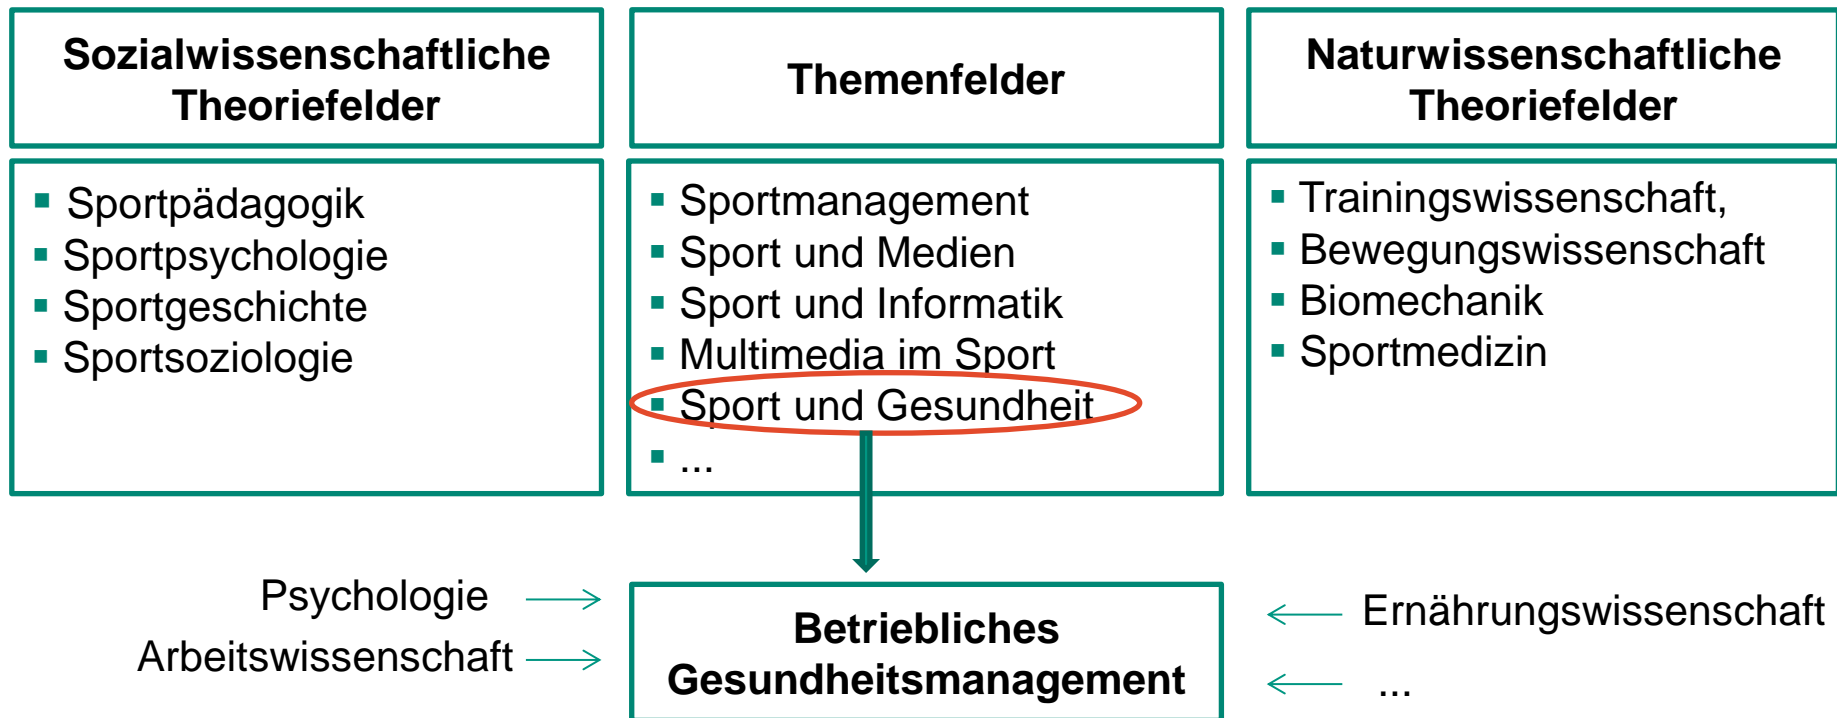 Sozialwissenschaftliche
Theoriefelder
▪ Sportpädagogik
▪ Sportpsychologie
▪ Sportgeschichte
▪ Sportsoziologie
Themenfelder
▪ Sportmanagement
▪ Sport und Medien
▪ Sport und Informatik
▪ Multimedia im Sport
▪ Sport und Gesundheit
▪ ...
Naturwissenschaftliche
Theoriefelder
▪ Trainingswissenschaft,
▪ Bewegungswissenschaft
▪ Biomechanik
▪ Sportmedizin
Psychologie
Arbeitswissenschaft
Betriebliches
Gesundheitsmanagement
Ernährungswissenschaft
...